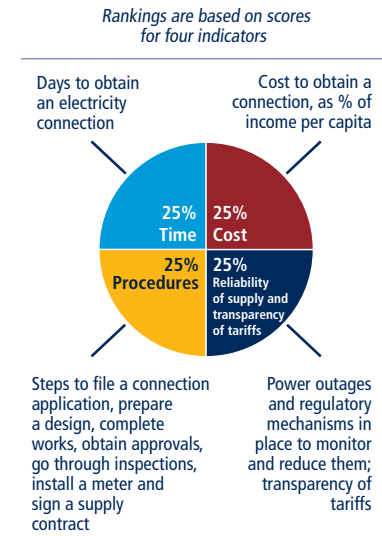 Rankings are based on scores
for four indicators
Days to obtain
an electricity
connection
Cost to obtain a
connection, as % of
income per capita
25%
Time
25%
Cost
25%
Procedures
25%
Reliability
of supply and
transparency
of tariffs
Steps to file a connection
application, prepare
a design, complete
works, obtain approvals,
go through inspections,
install a meter and
sign a supply
contract
Power outages
and regulatory
mechanisms in
place to monitor
and reduce them;
transparency of
tariffs